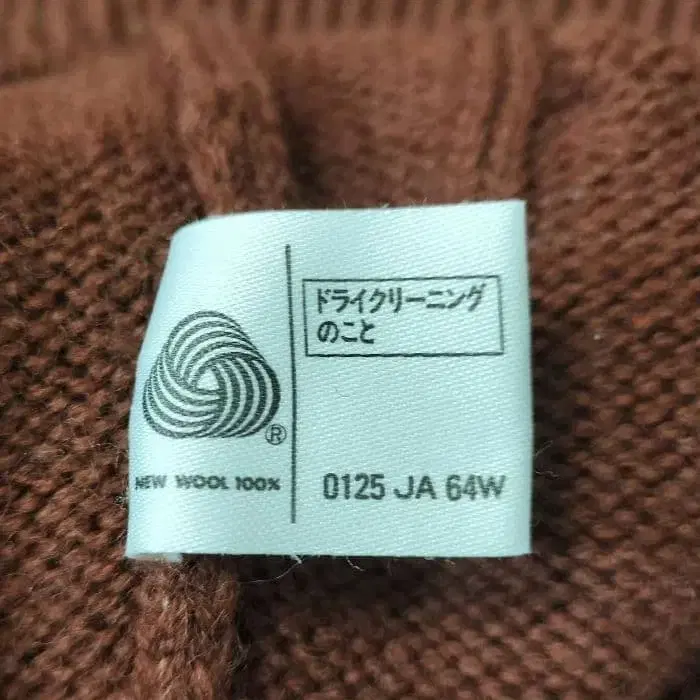 ドライクリーニング
のこと
®
NEW WOOL 100%
0125 JA 64W